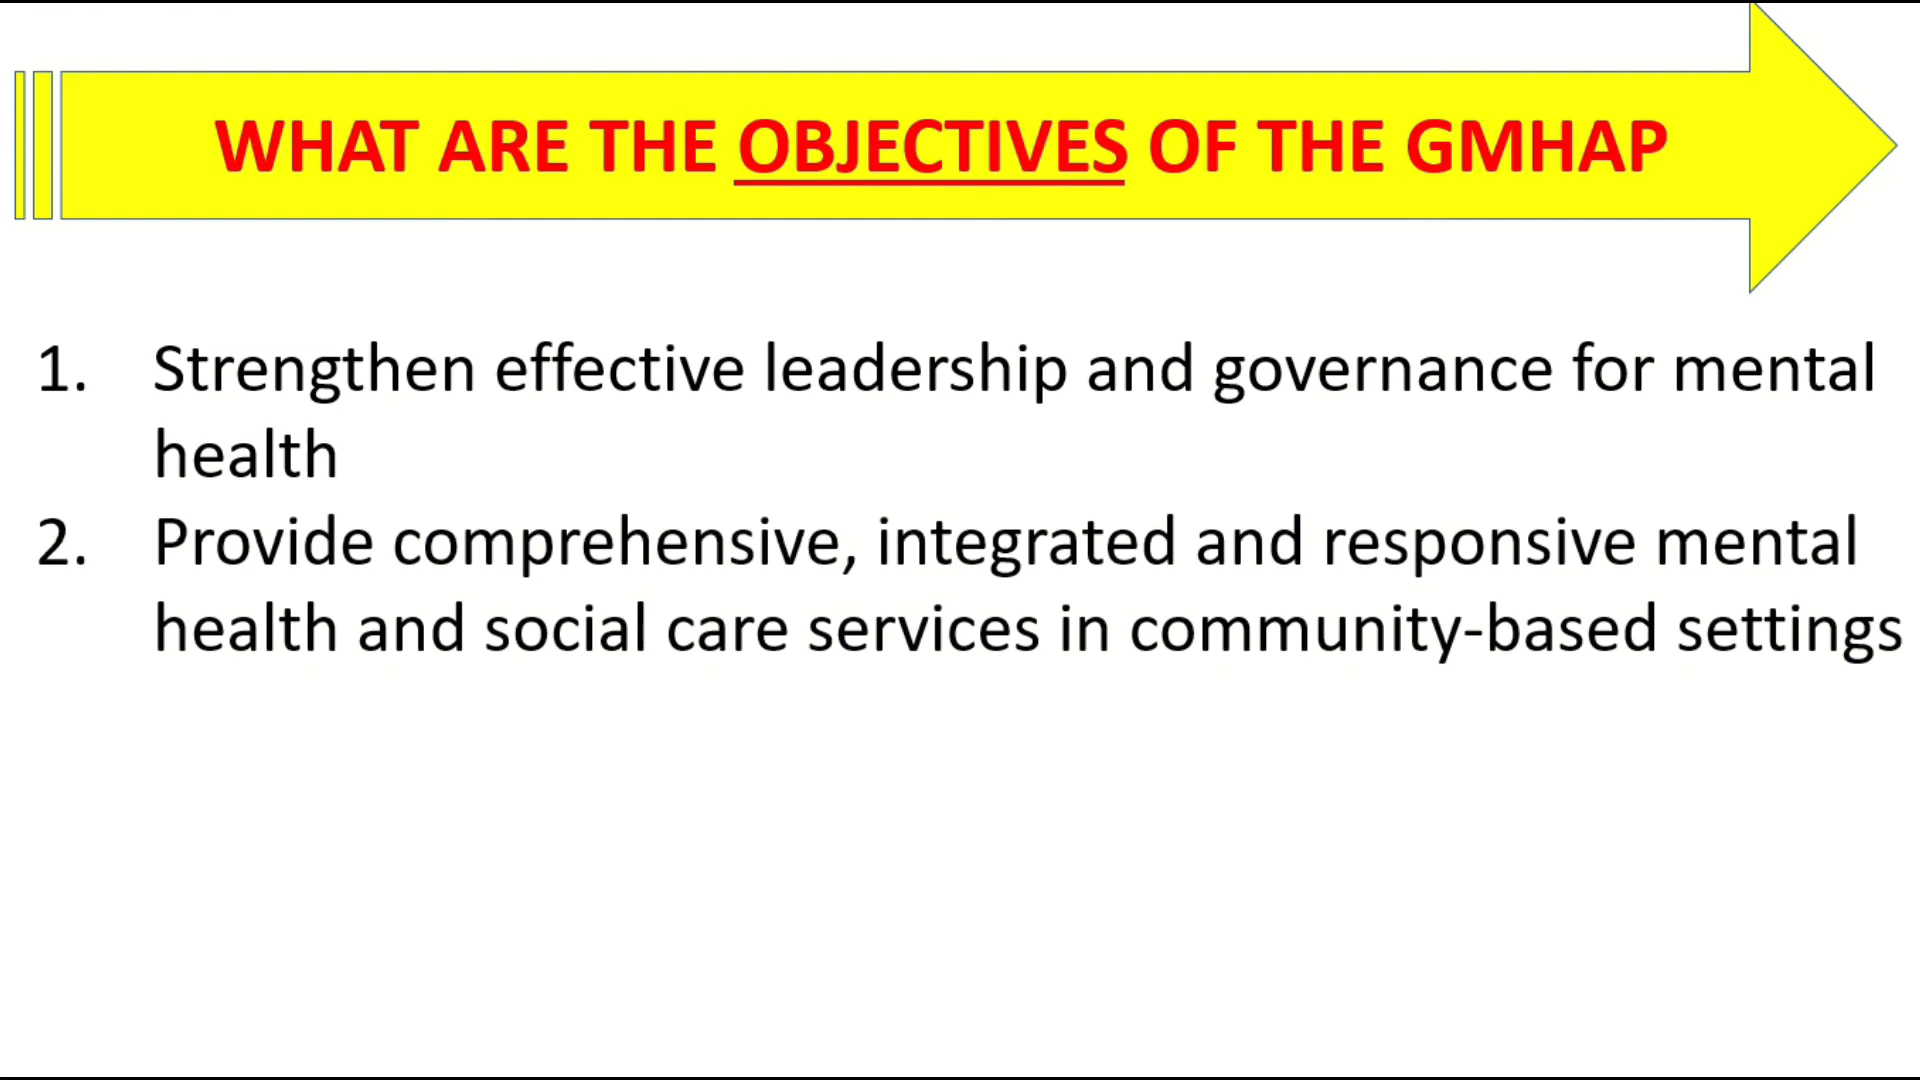 WHAT ARE THE OBJECTIVES OF THE GMHAP
1. Strengthen effective leadership and governance for mental
health
2. Provide comprehensive, integrated and responsive mental
health and social care services in community-based settings